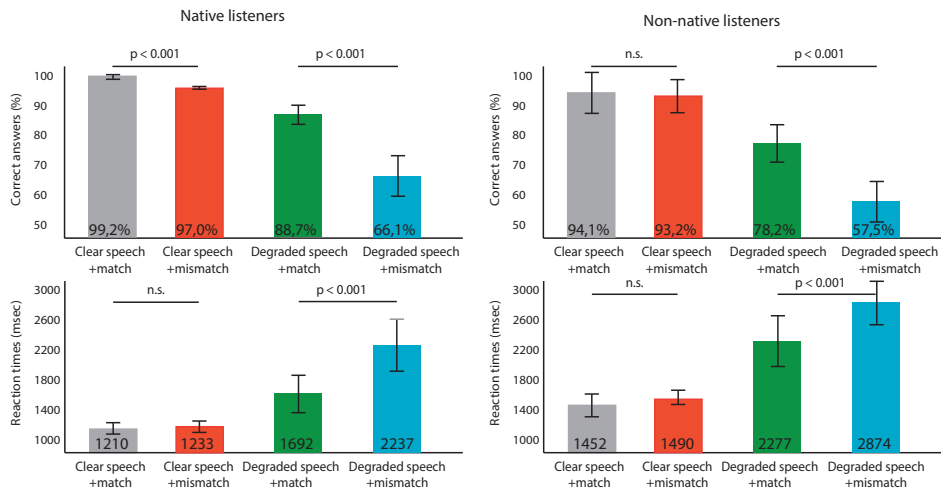 Native listeners
Non-native listeners
p < 0.001
p < 0.001
Correct answers (%)
100
90
80
70
60
50
99,2%
97,0%
88,7%
66,1%
Clear speech
+match
Clear speech
+mismatch
Degraded speech
+match
Degraded speech
+mismatch
n.s.
p < 0.001
Correct answers (%)
100
90
80
70
60
50
94,1%
93,2%
78,2%
57,5%
Clear speech
+match
Clear speech
+mismatch
Degraded speech
+match
Degraded speech
+mismatch
n.s.
p < 0.001
Reaction times (msec)
3000
2600
2200
1800
1400
1000
1210
1233
1692
2237
Clear speech
+match
Clear speech
+mismatch
Degraded speech
+match
Degraded speech
+mismatch
n.s.
p < 0.001
Reaction times (msec)
3000
2600
2200
1800
1400
1000
1452
1490
2277
2874
Clear speech
+match
Clear speech
+mismatch
Degraded speech
+match
Degraded speech
+mismatch